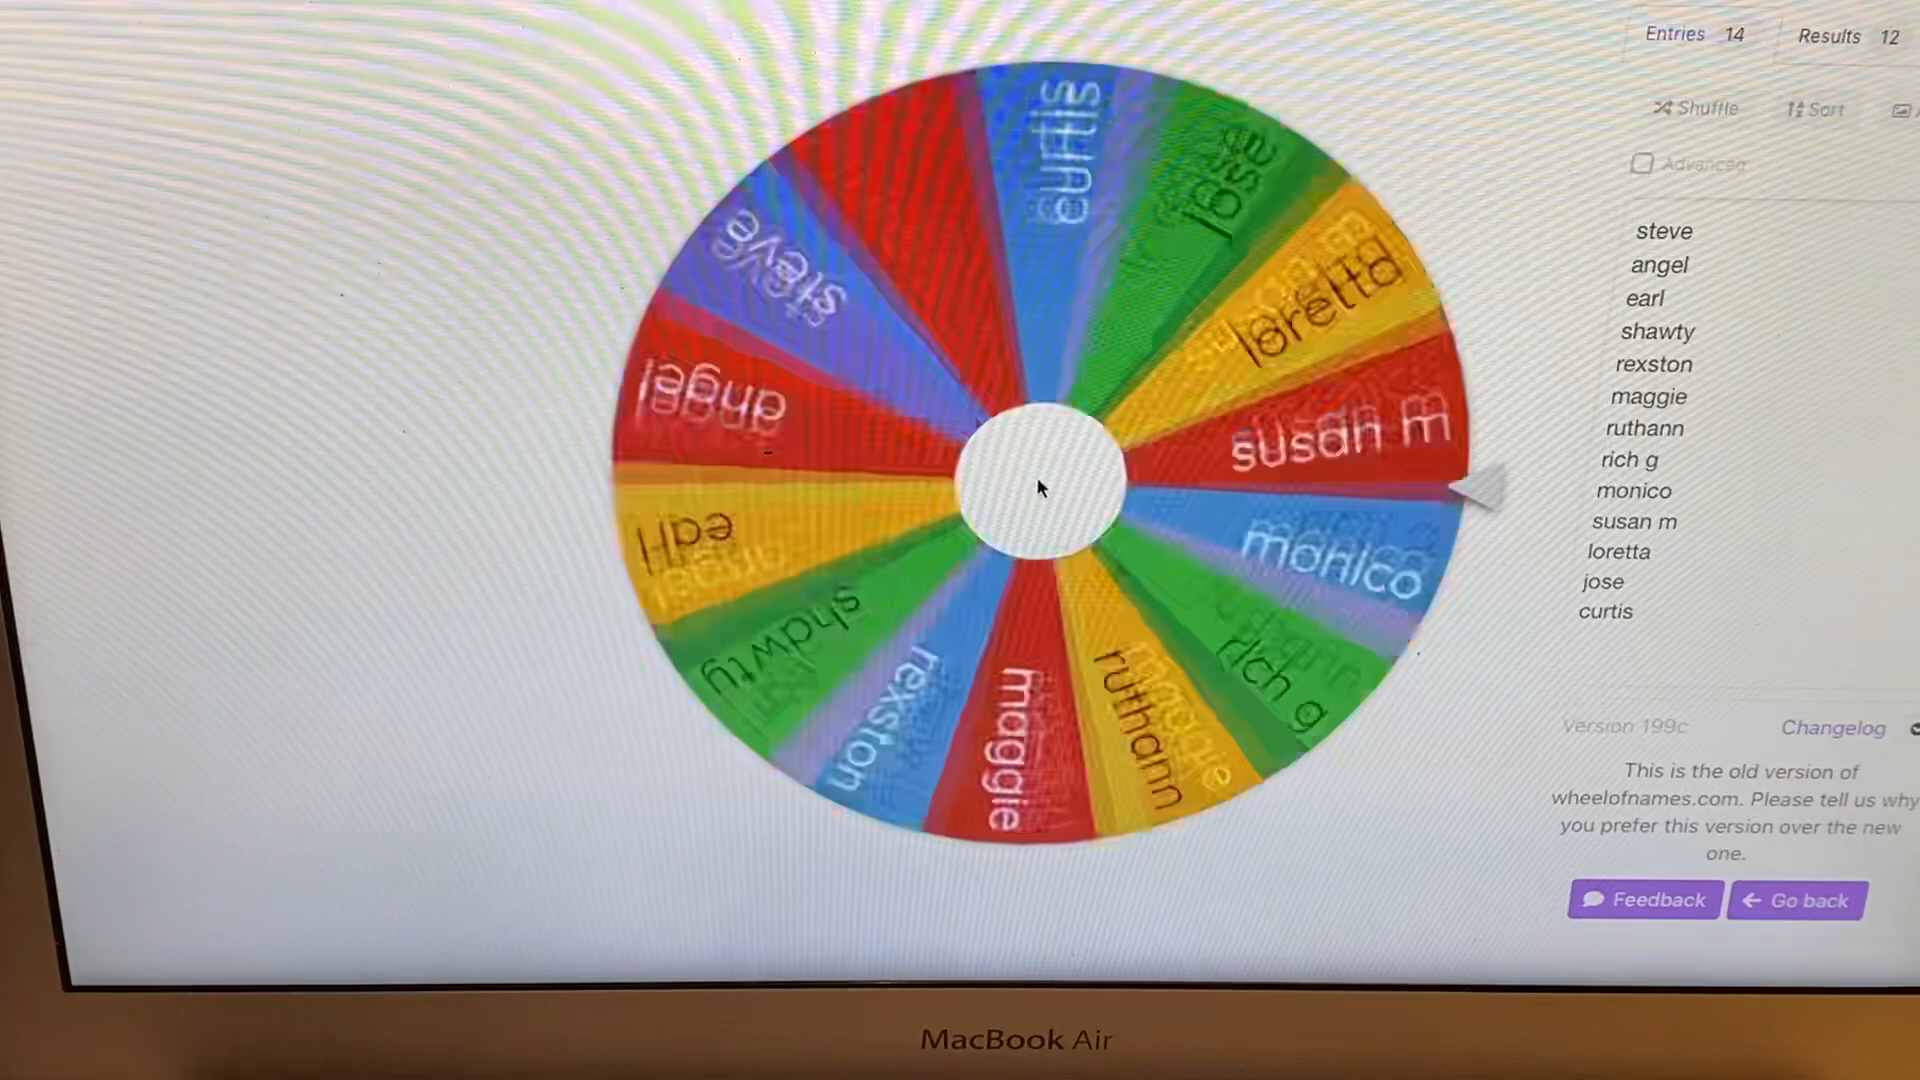 Entries 14 Results 12
Shuffle Sort
Advanced
steve
angel
earl
shawty
rexston
maggie
ruthann
rich g
monico
susan m
loretta
jose
curtis
curtis
jose
loretta
susan m
monico
rich g
ruthann
maggie
rexston
shawty
earl
angel
steve
Version 199c Changelog
This is the old version of
wheelofnames.com. Please tell us why
you prefer this version over the new
one.
Feedback Go back
MacBook Air